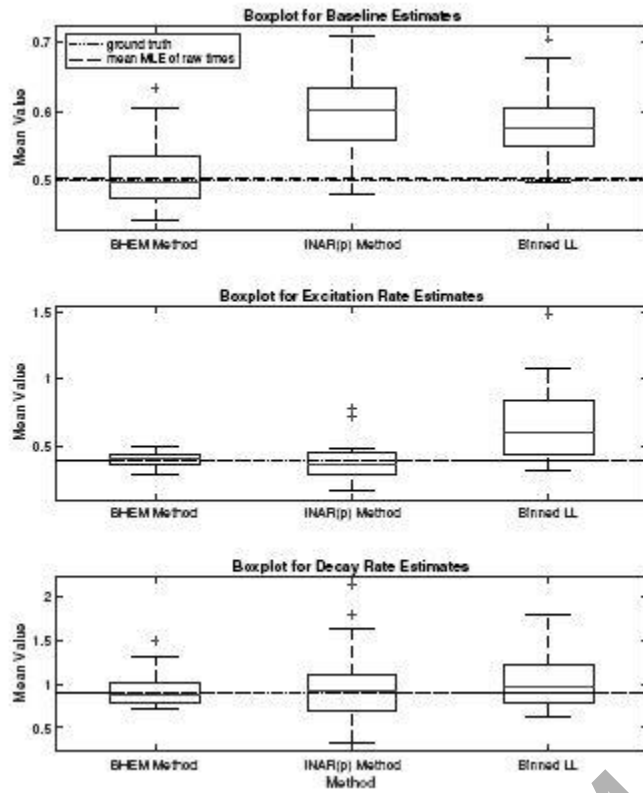 Boxplot for Baseline Estimates
0.7
ground truth
mean MLE of raw times
0.6
Mean Value
0.5
BHEM Method
INAR(p) Method
Binned LL
Boxplot for Excitation Rate Estimates
1.5
1
Mean Value
0.5
BHEM Method
INAR(p) Method
Binned LL
Boxplot for Decay Rate Estimates
2
1.5
Mean Value
1
0.5
BHEM Method
INAR(p) Method
Binned LL
Method